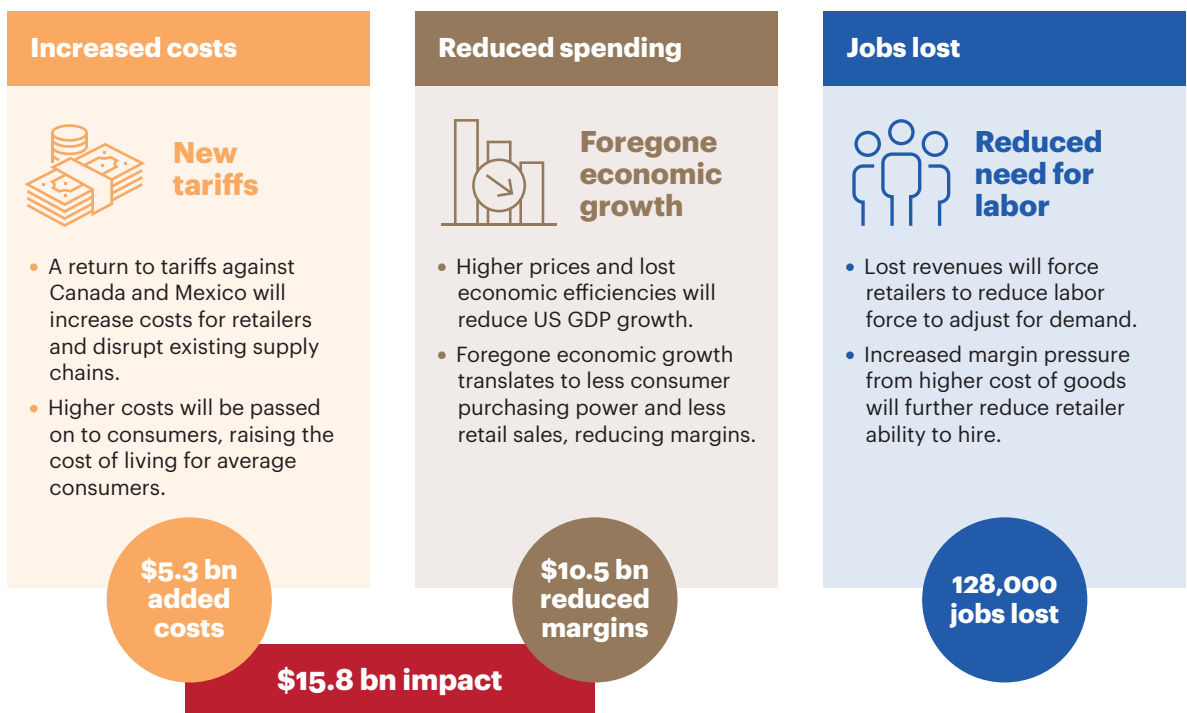 Increased costs
New
tariffs
• A return to tariffs against
Canada and Mexico will
increase costs for retailers
and disrupt existing supply
chains.
• Higher costs will be passed
on to consumers, raising the
cost of living for average
consumers.
$5.3 bn
added
costs
Reduced spending
Foregone
economic
growth
• Higher prices and lost
economic efficiencies will
reduce US GDP growth.
• Foregone economic growth
translates to less consumer
purchasing power and less
retail sales, reducing margins.
$10.5 bn
reduced
margins
$15.8 bn impact
Jobs lost
Reduced
need for
labor
• Lost revenues will force
retailers to reduce labor
force to adjust for demand.
• Increased margin pressure
from higher cost of goods
will further reduce retailer
ability to hire.
128,000
jobs lost